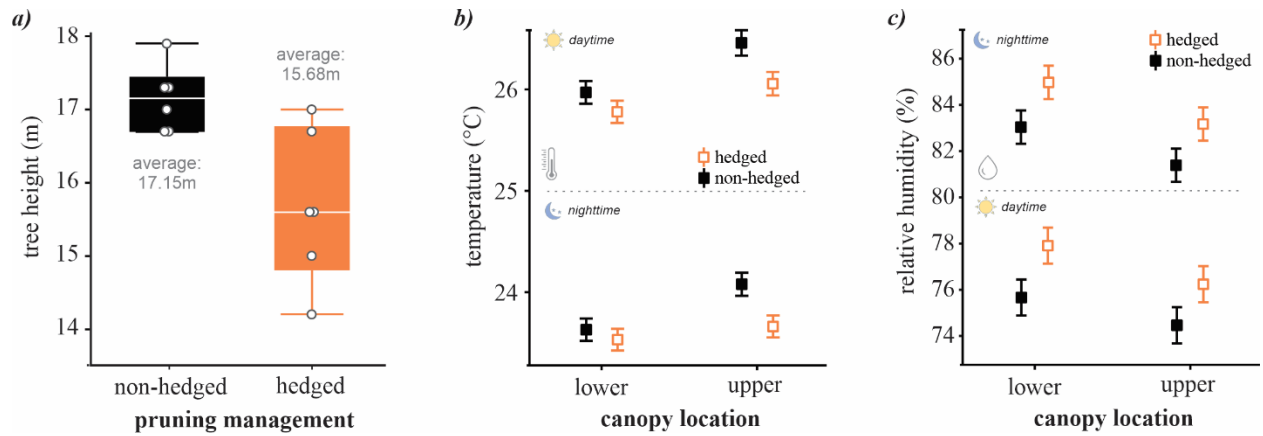 a)
18
17
16
15
14
tree height (m)
average:
17.15m
average:
15.68m
non-hedged
hedged
pruning management
b)
daytime
26
25
24
temperature (°C)
hedged
non-hedged
nighttime
lower
upper
canopy location
c)
nighttime
hedged
non-hedged
86
84
82
80
78
76
74
relative humidity (%)
daytime
lower
upper
canopy location